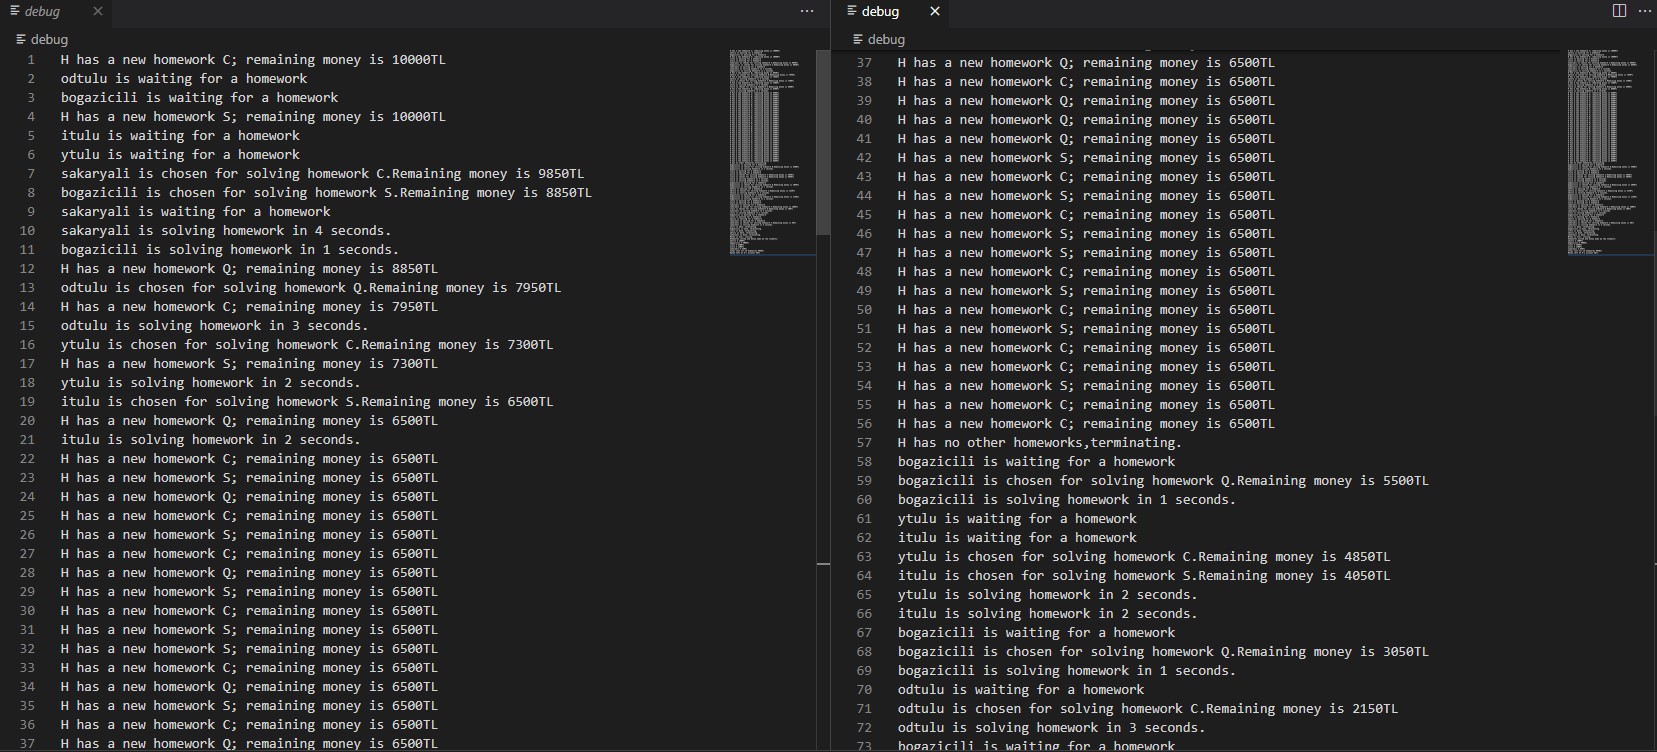 debug
debug
1 H has a new homework C; remaining money is 10000TL
2 odtulu is waiting for a homework
3 bogazicili is waiting for a homework
4 H has a new homework S; remaining money is 10000TL
5 itulu is waiting for a homework
6 ytulu is waiting for a homework
7 sakaryali is chosen for solving homework C.Remaining money is 9850TL
8 bogazicili is chosen for solving homework S.Remaining money is 8850TL
9 sakaryali is waiting for a homework
10 sakaryali is solving homework in 4 seconds.
11 bogazicili is solving homework in 1 seconds.
12 H has a new homework Q; remaining money is 8850TL
13 odtulu is chosen for solving homework Q.Remaining money is 7950TL
14 H has a new homework C; remaining money is 7950TL
15 odtulu is solving homework in 3 seconds.
16 ytulu is chosen for solving homework C.Remaining money is 7300TL
17 H has a new homework S; remaining money is 7300TL
18 ytulu is solving homework in 2 seconds.
19 itulu is chosen for solving homework S.Remaining money is 6500TL
20 H has a new homework Q; remaining money is 6500TL
21 itulu is solving homework in 2 seconds.
22 H has a new homework C; remaining money is 6500TL
23 H has a new homework S; remaining money is 6500TL
24 H has a new homework Q; remaining money is 6500TL
25 H has a new homework C; remaining money is 6500TL
26 H has a new homework S; remaining money is 6500TL
27 H has a new homework C; remaining money is 6500TL
28 H has a new homework Q; remaining money is 6500TL
29 H has a new homework S; remaining money is 6500TL
30 H has a new homework C; remaining money is 6500TL
31 H has a new homework S; remaining money is 6500TL
32 H has a new homework S; remaining money is 6500TL
33 H has a new homework C; remaining money is 6500TL
34 H has a new homework Q; remaining money is 6500TL
35 H has a new homework S; remaining money is 6500TL
36 H has a new homework C; remaining money is 6500TL
37 H has a new homework Q; remaining money is 6500TL
debug
debug
37 H has a new homework Q; remaining money is 6500TL
38 H has a new homework C; remaining money is 6500TL
39 H has a new homework Q; remaining money is 6500TL
40 H has a new homework Q; remaining money is 6500TL
41 H has a new homework Q; remaining money is 6500TL
42 H has a new homework S; remaining money is 6500TL
43 H has a new homework C; remaining money is 6500TL
44 H has a new homework S; remaining money is 6500TL
45 H has a new homework C; remaining money is 6500TL
46 H has a new homework S; remaining money is 6500TL
47 H has a new homework S; remaining money is 6500TL
48 H has a new homework C; remaining money is 6500TL
49 H has a new homework S; remaining money is 6500TL
50 H has a new homework C; remaining money is 6500TL
51 H has a new homework S; remaining money is 6500TL
52 H has a new homework C; remaining money is 6500TL
53 H has a new homework C; remaining money is 6500TL
54 H has a new homework S; remaining money is 6500TL
55 H has a new homework C; remaining money is 6500TL
56 H has a new homework C; remaining money is 6500TL
57 H has no other homeworks,terminating.
58 bogazicili is waiting for a homework
59 bogazicili is chosen for solving homework Q.Remaining money is 5500TL
60 bogazicili is solving homework in 1 seconds.
61 ytulu is waiting for a homework
62 itulu is waiting for a homework
63 ytulu is chosen for solving homework C.Remaining money is 4850TL
64 itulu is chosen for solving homework S.Remaining money is 4050TL
65 ytulu is solving homework in 2 seconds.
66 itulu is solving homework in 2 seconds.
67 bogazicili is waiting for a homework
68 bogazicili is chosen for solving homework Q.Remaining money is 3050TL
69 bogazicili is solving homework in 1 seconds.
70 odtulu is waiting for a homework
71 odtulu is chosen for solving homework C.Remaining money is 2150TL
72 odtulu is solving homework in 3 seconds.
73 bogazicili is waiting for a homework